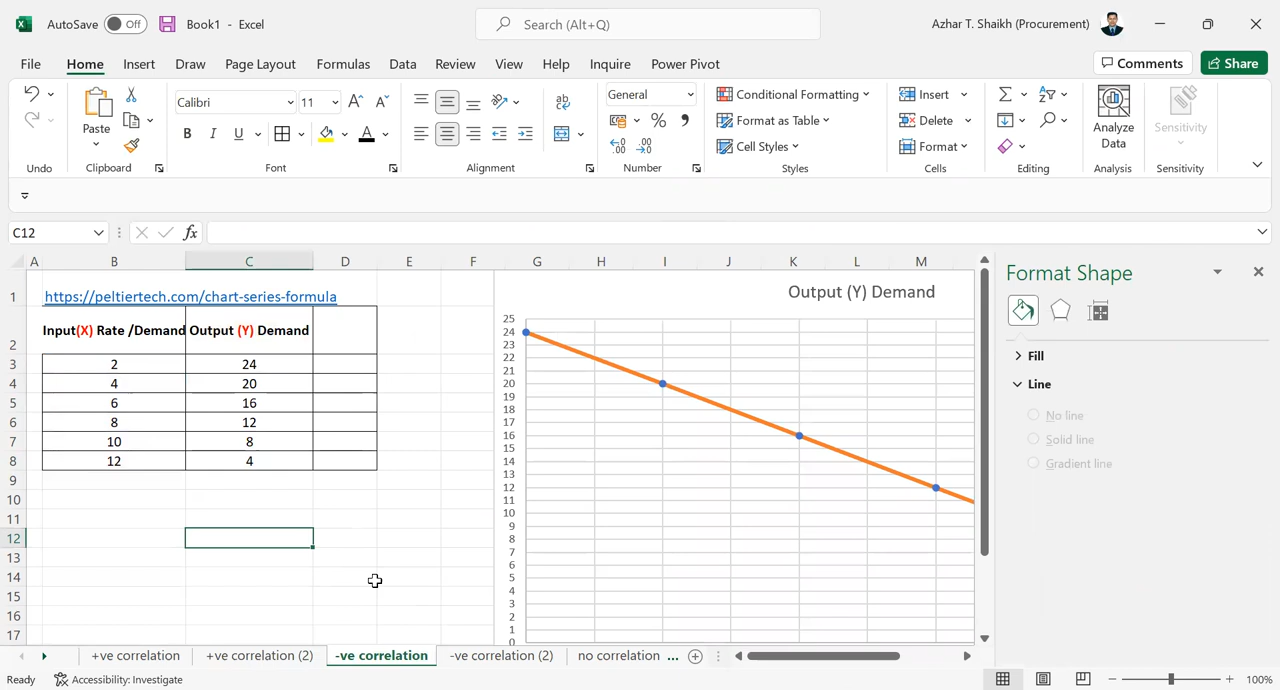 AutoSave Off Book1 - Excel Search (Alt+Q) Azhar T. Shaikh (Procurement)
File Home Insert Draw Page Layout Formulas Data Review View Help Inquire Power Pivot Comments Share
Paste
Calibri 11
B I U A
ab
General
% 9
Conditional Formatting
Format as Table
Cell Styles
Insert
Delete
Format
Analyze
Data
Sensitivity
Undo Clipboard Font Alignment Number Styles Cells Editing Analysis Sensitivity
C12 fx
A B C D E F G H I J K L M
1 https://peltiertech.com/chart-series-formula
2 Input(X) Rate /Demand Output (Y) Demand
3 2 24
4 4 20
5 6 16
6 8 12
7 10 8
8 12 4
9
10
11
12
13
14
15
16
17
Output (Y) Demand
25
24
23
22
21
20
19
18
17
16
15
14
13
12
11
10
9
8
7
6
5
4
3
2
1
0
Format Shape
Fill
Line
No line
Solid line
Gradient line
+ve correlation +ve correlation (2) -ve correlation -ve correlation (2) no correlation ...
Ready Accessibility: Investigate 100%